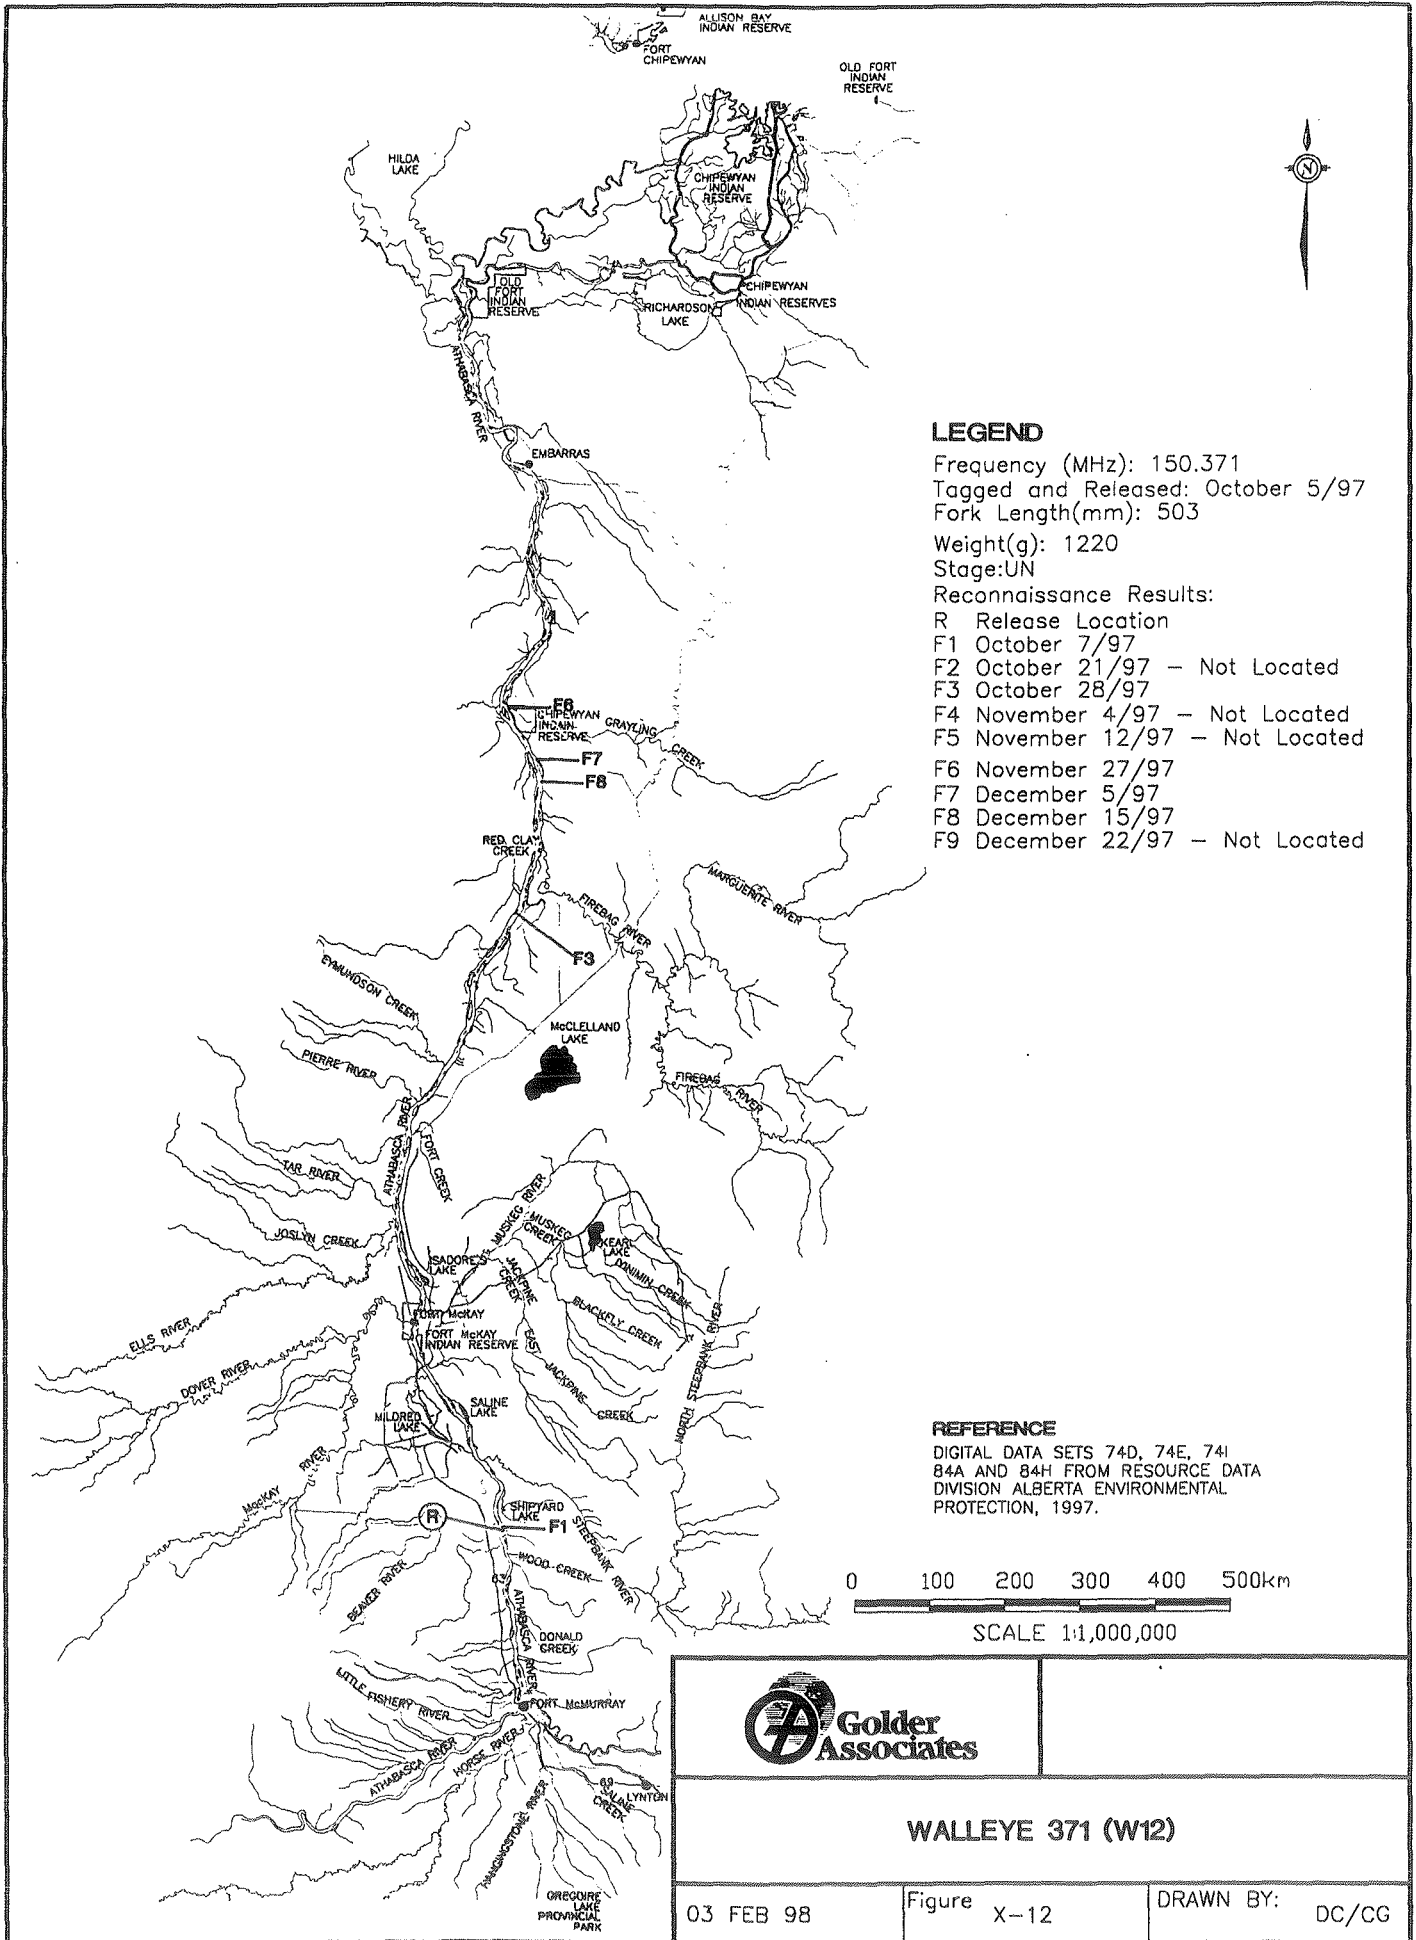 ALLISON BAY
INDIAN RESERVE
FORT
CHIPEWYAN
OLD FORT
INDIAN
RESERVE
N
HILDA
LAKE
CHIPEWYAN
INDIAN
RESERVE
OLD
FORT
INDIAN
RESERVE
CHIPEWYAN
INDIAN RESERVES
RICHARDSON
LAKE
ATHABASCA RIVER
EMBARRAS
LEGEND
Frequency (MHz): 150.371
Tagged and Released: October 5/97
Fork Length(mm): 503
Weight(g): 1220
Stage:UN
Reconnaissance Results:
R Release Location
F1 October 7/97
F2 October 21/97 – Not Located
F3 October 28/97
F4 November 4/97 – Not Located
F5 November 12/97 – Not Located
F6 November 27/97
F7 December 5/97
F8 December 15/97
F9 December 22/97 – Not Located
F6
CHIPEWYAN
INDIAN
RESERVE
GRAYLING
CREEK
F7
F8
RED CLAY
CREEK
MARGUERITE RIVER
FIREBAG RIVER
F3
EYMUNDSON CREEK
McCLELLAND
LAKE
PIERRE RIVER
FIREBAG RIVER
ATHABASCA RIVER
FORT CREEK
TAR RIVER
JOSLYN CREEK
MUSKEG RIVER
MUSKEG
CREEK
KEARL
LAKE
ISADORE'S
LAKE
JACKPINE
CREEK
IYINIMIN CREEK
BLACKFLY CREEK
FORT McKAY
FORT McKAY
INDIAN RESERVE
EAST
JACKPINE
CREEK
ELLS RIVER
DOVER RIVER
NORTH STEEPBANK RIVER
SALINE
LAKE
MILDRED
LAKE
REFERENCE
DIGITAL DATA SETS 74D, 74E, 74I
84A AND 84H FROM RESOURCE DATA
DIVISION ALBERTA ENVIRONMENTAL
PROTECTION, 1997.
McKAY RIVER
R
SHIPYARD
LAKE
F1
STEEPBANK RIVER
WOOD CREEK
BEAVER RIVER
63
ATHABASCA RIVER
DONALD
CREEK
0 100 200 300 400 500km
SCALE 1:1,000,000
LITTLE FISHERY RIVER
FORT McMURRAY
ATHABASCA RIVER
HORSE RIVER
69
LYNTON
SALINE
CREEK
HANGINGSTONE RIVER
GREGOIRE
LAKE
PROVINCIAL
PARK
Golder
Associates
WALLEYE 371 (W12)
03 FEB 98
Figure X-12
DRAWN BY: DC/CG